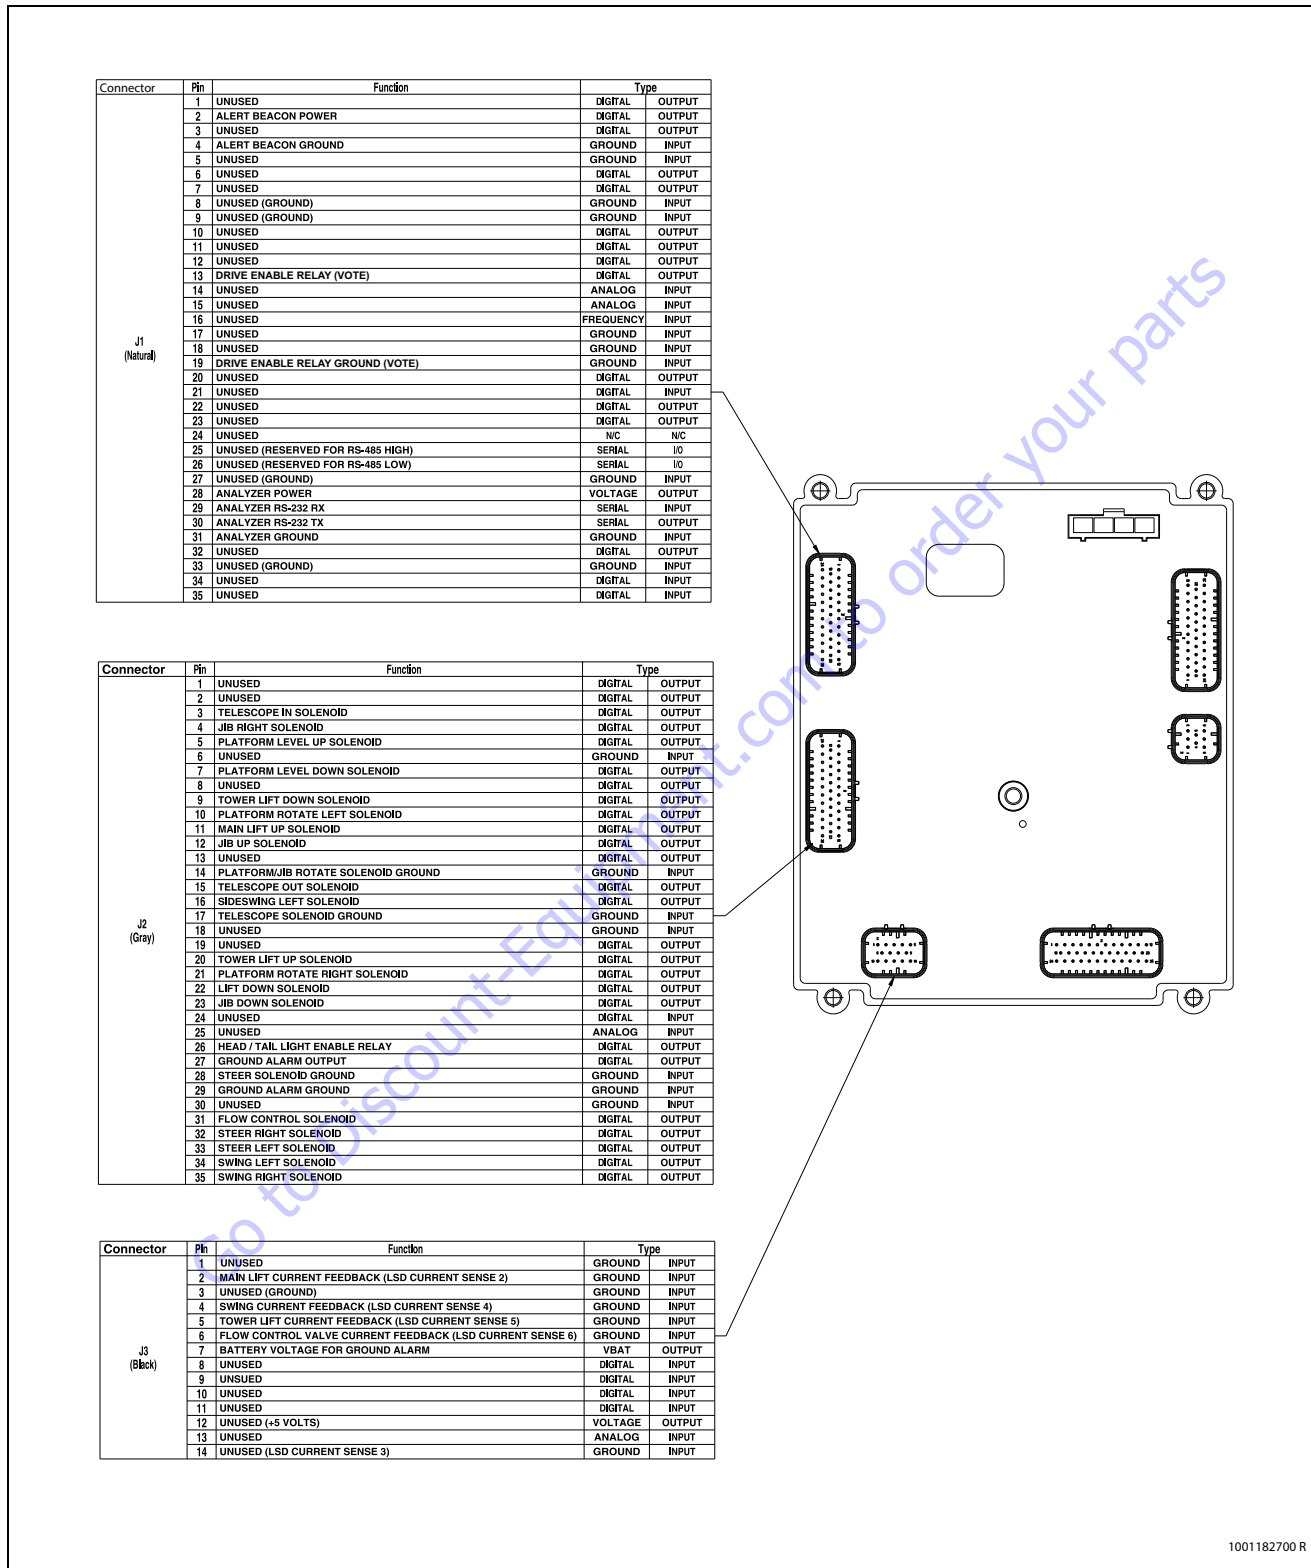 Connector Pin Function Type
J1
(Natural)
1 UNUSED DIGITAL OUTPUT
2 ALERT BEACON POWER DIGITAL OUTPUT
3 UNUSED DIGITAL OUTPUT
4 ALERT BEACON GROUND GROUND INPUT
5 UNUSED GROUND INPUT
6 UNUSED DIGITAL OUTPUT
7 UNUSED DIGITAL OUTPUT
8 UNUSED (GROUND) GROUND INPUT
9 UNUSED (GROUND) GROUND INPUT
10 UNUSED DIGITAL OUTPUT
11 UNUSED DIGITAL OUTPUT
12 UNUSED DIGITAL OUTPUT
13 DRIVE ENABLE RELAY (VOTE) DIGITAL OUTPUT
14 UNUSED ANALOG INPUT
15 UNUSED ANALOG INPUT
16 UNUSED FREQUENCY INPUT
17 UNUSED GROUND INPUT
18 UNUSED GROUND INPUT
19 DRIVE ENABLE RELAY GROUND (VOTE) GROUND INPUT
20 UNUSED DIGITAL OUTPUT
21 UNUSED DIGITAL INPUT
22 UNUSED DIGITAL OUTPUT
23 UNUSED DIGITAL OUTPUT
24 UNUSED N/C N/C
25 UNUSED (RESERVED FOR RS-485 HIGH) SERIAL I/O
26 UNUSED (RESERVED FOR RS-485 LOW) SERIAL I/O
27 UNUSED (GROUND) GROUND INPUT
28 ANALYZER POWER VOLTAGE OUTPUT
29 ANALYZER RS-232 RX SERIAL INPUT
30 ANALYZER RS-232 TX SERIAL OUTPUT
31 ANALYZER GROUND GROUND INPUT
32 UNUSED DIGITAL OUTPUT
33 UNUSED (GROUND) GROUND INPUT
34 UNUSED DIGITAL INPUT
35 UNUSED DIGITAL INPUT
Connector Pin Function Type
J2
(Gray)
1 UNUSED DIGITAL OUTPUT
2 UNUSED DIGITAL OUTPUT
3 TELESCOPE IN SOLENOID DIGITAL OUTPUT
4 JIB RIGHT SOLENOID DIGITAL OUTPUT
5 PLATFORM LEVEL UP SOLENOID DIGITAL OUTPUT
6 UNUSED GROUND INPUT
7 PLATFORM LEVEL DOWN SOLENOID DIGITAL OUTPUT
8 UNUSED DIGITAL OUTPUT
9 TOWER LIFT DOWN SOLENOID DIGITAL OUTPUT
10 PLATFORM ROTATE LEFT SOLENOID DIGITAL OUTPUT
11 MAIN LIFT UP SOLENOID DIGITAL OUTPUT
12 JIB UP SOLENOID DIGITAL OUTPUT
13 UNUSED DIGITAL OUTPUT
14 PLATFORM/JIB ROTATE SOLENOID GROUND GROUND INPUT
15 TELESCOPE OUT SOLENOID DIGITAL OUTPUT
16 SIDESWING LEFT SOLENOID DIGITAL OUTPUT
17 TELESCOPE SOLENOID GROUND GROUND INPUT
18 UNUSED GROUND INPUT
19 UNUSED DIGITAL OUTPUT
20 TOWER LIFT UP SOLENOID DIGITAL OUTPUT
21 PLATFORM ROTATE RIGHT SOLENOID DIGITAL OUTPUT
22 LIFT DOWN SOLENOID DIGITAL OUTPUT
23 JIB DOWN SOLENOID DIGITAL OUTPUT
24 UNUSED DIGITAL INPUT
25 UNUSED ANALOG INPUT
26 HEAD / TAIL LIGHT ENABLE RELAY DIGITAL OUTPUT
27 GROUND ALARM OUTPUT DIGITAL OUTPUT
28 STEER SOLENOID GROUND GROUND INPUT
29 GROUND ALARM GROUND GROUND INPUT
30 UNUSED GROUND INPUT
31 FLOW CONTROL SOLENOID DIGITAL OUTPUT
32 STEER RIGHT SOLENOID DIGITAL OUTPUT
33 STEER LEFT SOLENOID DIGITAL OUTPUT
34 SWING LEFT SOLENOID DIGITAL OUTPUT
35 SWING RIGHT SOLENOID DIGITAL OUTPUT
Connector Pin Function Type
J3
(Black)
1 UNUSED GROUND INPUT
2 MAIN LIFT CURRENT FEEDBACK (LSD CURRENT SENSE 2) GROUND INPUT
3 UNUSED (GROUND) GROUND INPUT
4 SWING CURRENT FEEDBACK (LSD CURRENT SENSE 4) GROUND INPUT
5 TOWER LIFT CURRENT FEEDBACK (LSD CURRENT SENSE 5) GROUND INPUT
6 FLOW CONTROL VALVE CURRENT FEEDBACK (LSD CURRENT SENSE 6) GROUND INPUT
7 BATTERY VOLTAGE FOR GROUND ALARM VBAT OUTPUT
8 UNUSED DIGITAL INPUT
9 UNSUED DIGITAL INPUT
10 UNUSED DIGITAL INPUT
11 UNUSED DIGITAL INPUT
12 UNUSED (+5 VOLTS) VOLTAGE OUTPUT
13 UNUSED ANALOG INPUT
14 UNUSED (LSD CURRENT SENSE 3) GROUND INPUT
Go to Discount-Equipment.com to order your parts
1001182700 R